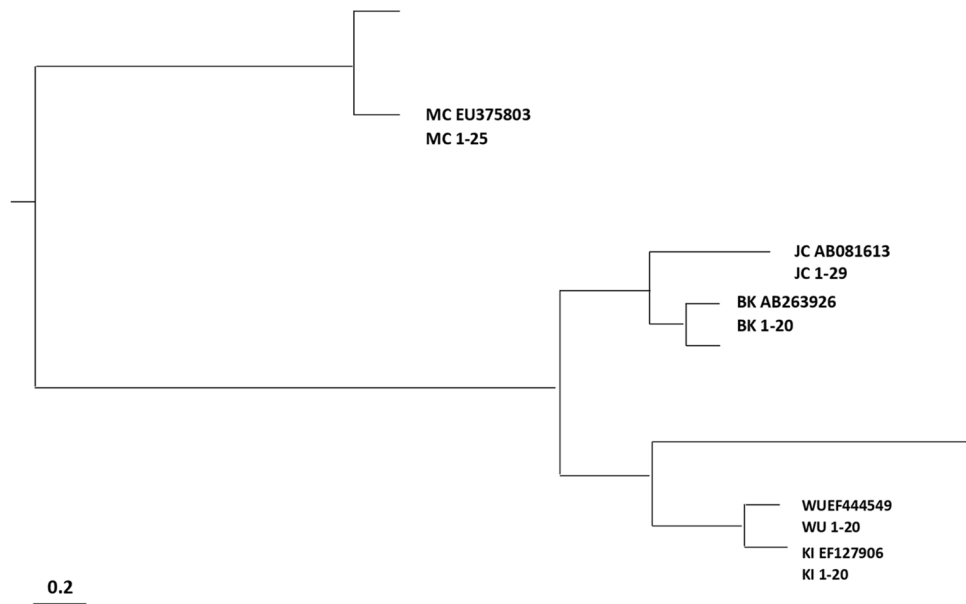 MC EU375803
MC 1-25
JC AB081613
JC 1-29
BK AB263926
BK 1-20
WUEF444549
WU 1-20
KI EF127906
KI 1-20
0.2